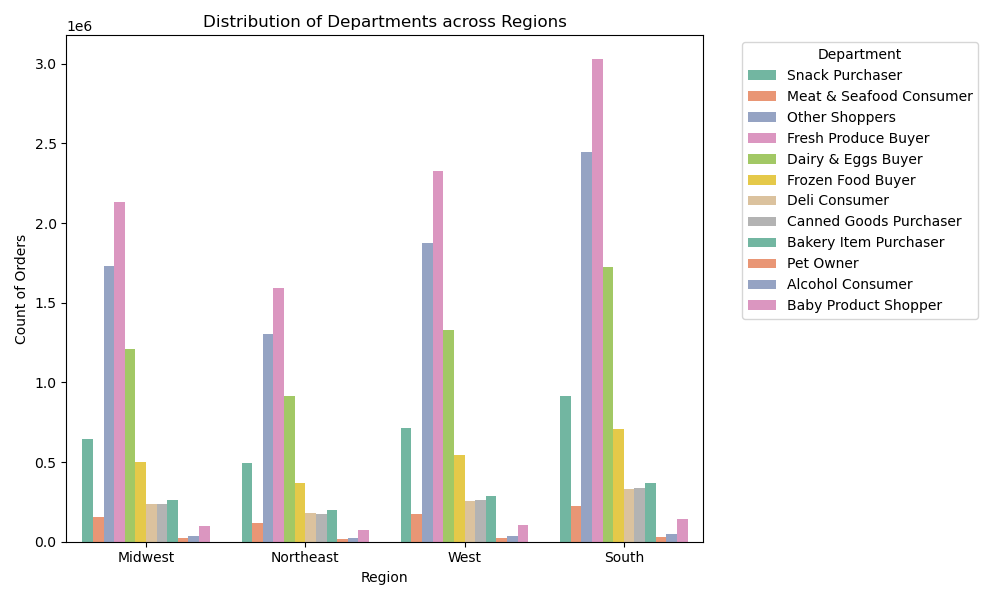 Distribution of Departments across Regions
1e6
3.0
2.5
2.0
1.5
1.0
0.5
0.0
Count of Orders
Midwest
Northeast
West
South
Region
Department
Snack Purchaser
Meat & Seafood Consumer
Other Shoppers
Fresh Produce Buyer
Dairy & Eggs Buyer
Frozen Food Buyer
Deli Consumer
Canned Goods Purchaser
Bakery Item Purchaser
Pet Owner
Alcohol Consumer
Baby Product Shopper